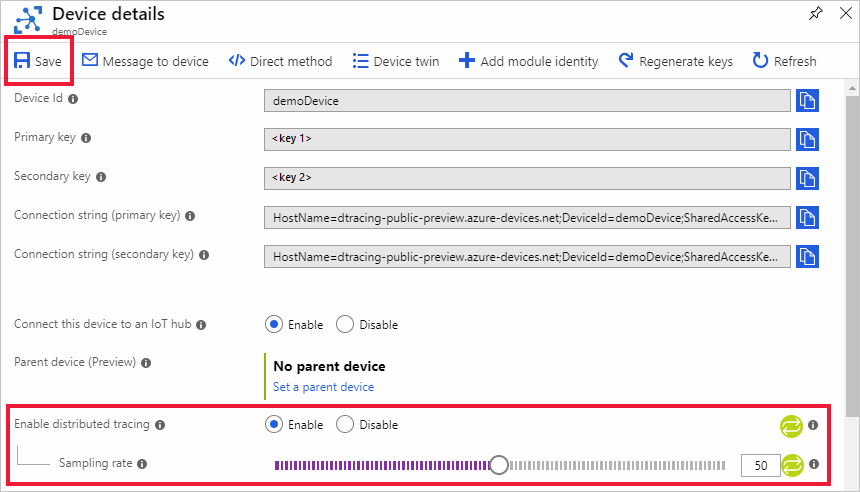 Device details
demoDevice
Save Message to device Direct method Device twin Add module identity Regenerate keys Refresh
Device Id demoDevice
Primary key <key 1>
Secondary key <key 2>
Connection string (primary key) HostName=dtracing-public-preview.azure-devices.net;DeviceId=demoDevice;SharedAccessKe...
Connection string (secondary key) HostName=dtracing-public-preview.azure-devices.net;DeviceId=demoDevice;SharedAccessKe...
Connect this device to an IoT hub Enable Disable
Parent device (Preview) No parent device
Set a parent device
Enable distributed tracing Enable Disable
Sampling rate 50